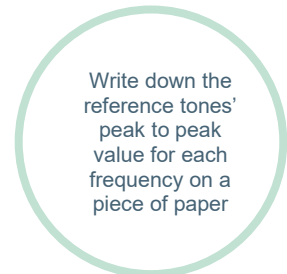 Write down the
reference tones’
peak to peak
value for each
frequency on a
piece of paper